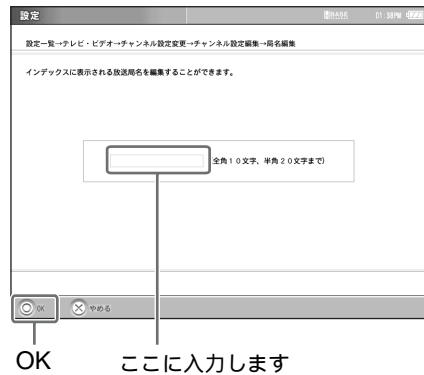 設定 BASE 01:38PM
設定一覧→テレビ・ビデオ→チャンネル設定変更→チャンネル設定編集→局名編集
インデックスに表示される放送局名を編集することができます。
全角10文字、半角20文字まで)
OK やめる
OK ここに入力します